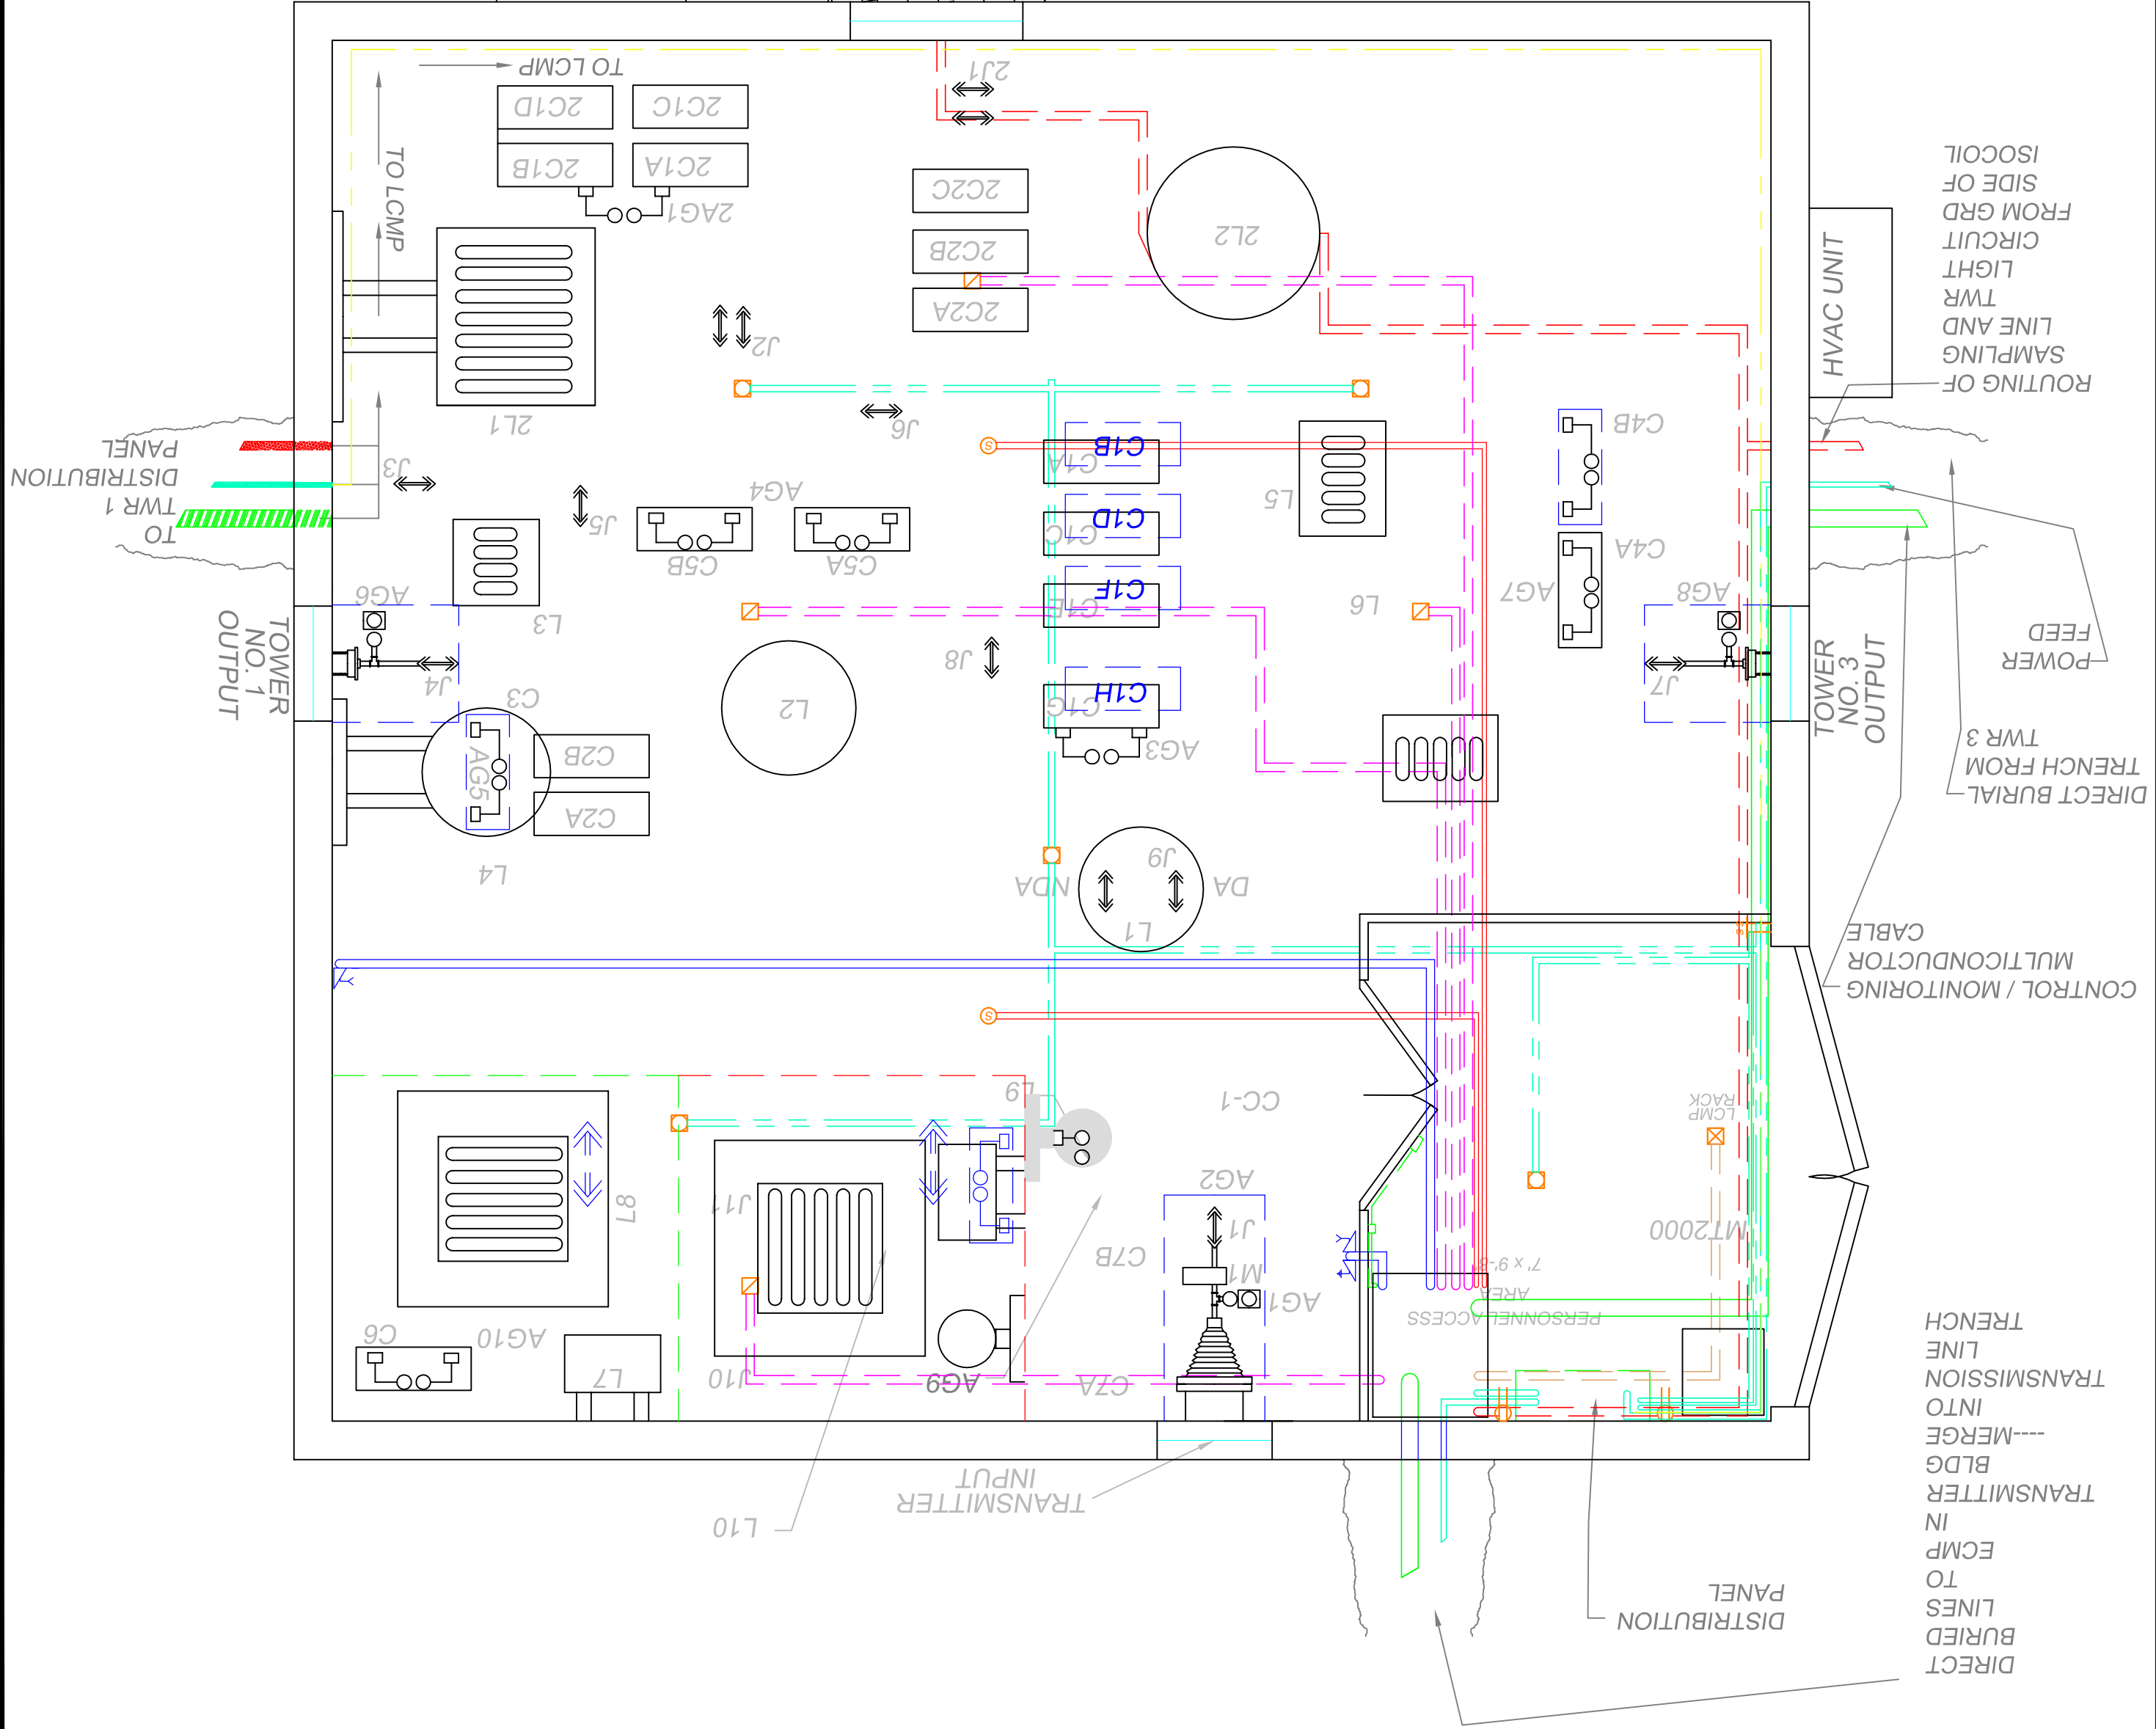 DIRECT
BURIED
LINES
TO
ECMP
IN
TRANSMITTER
BLDG
----MERGE
INTO
TRANSMISSION
LINE
TRENCH
DISTRIBUTION
PANEL
L10
TRANSMITTER
INPUT
C7A
AG9
J10
L7
AG10
C6
AG1
M1
J1
AG2
PERSONNEL ACCESS
AREA
7' x 9'-8"
MT2000
LCMP
RACK
C7B
J11
L8
CC-1
L9
CONTROL / MONITORING
MULTICONDUCTOR
CABLE
L1
DA
NDA
J9
L4
DIRECT BURIAL
TRENCH FROM
TWR 3
C2A
C2B
AG5
C3
J4
AG6
L2
AG3
C1G
C1H
J8
J7
AG8
POWER
FEED
TOWER
NO. 3
OUTPUT
TOWER
NO. 1
OUTPUT
L3
L6
C1E
C1F
AG7
C4A
C4B
C5A
C5B
AG4
J5
C1C
C1D
L5
C1A
C1B
J6
J3
TO
TWR 1
DISTRIBUTION
PANEL
2L1
J2
ROUTING OF
SAMPLING
LINE AND
TWR
LIGHT
CIRCUIT
FROM GRD
SIDE OF
ISOCOIL
HVAC UNIT
2C2A
2C2B
2C2C
2L2
2AG1
2C1A
2C1B
2C1C
2C1D
TO LCMP
TO LCMP
2J1
S
S